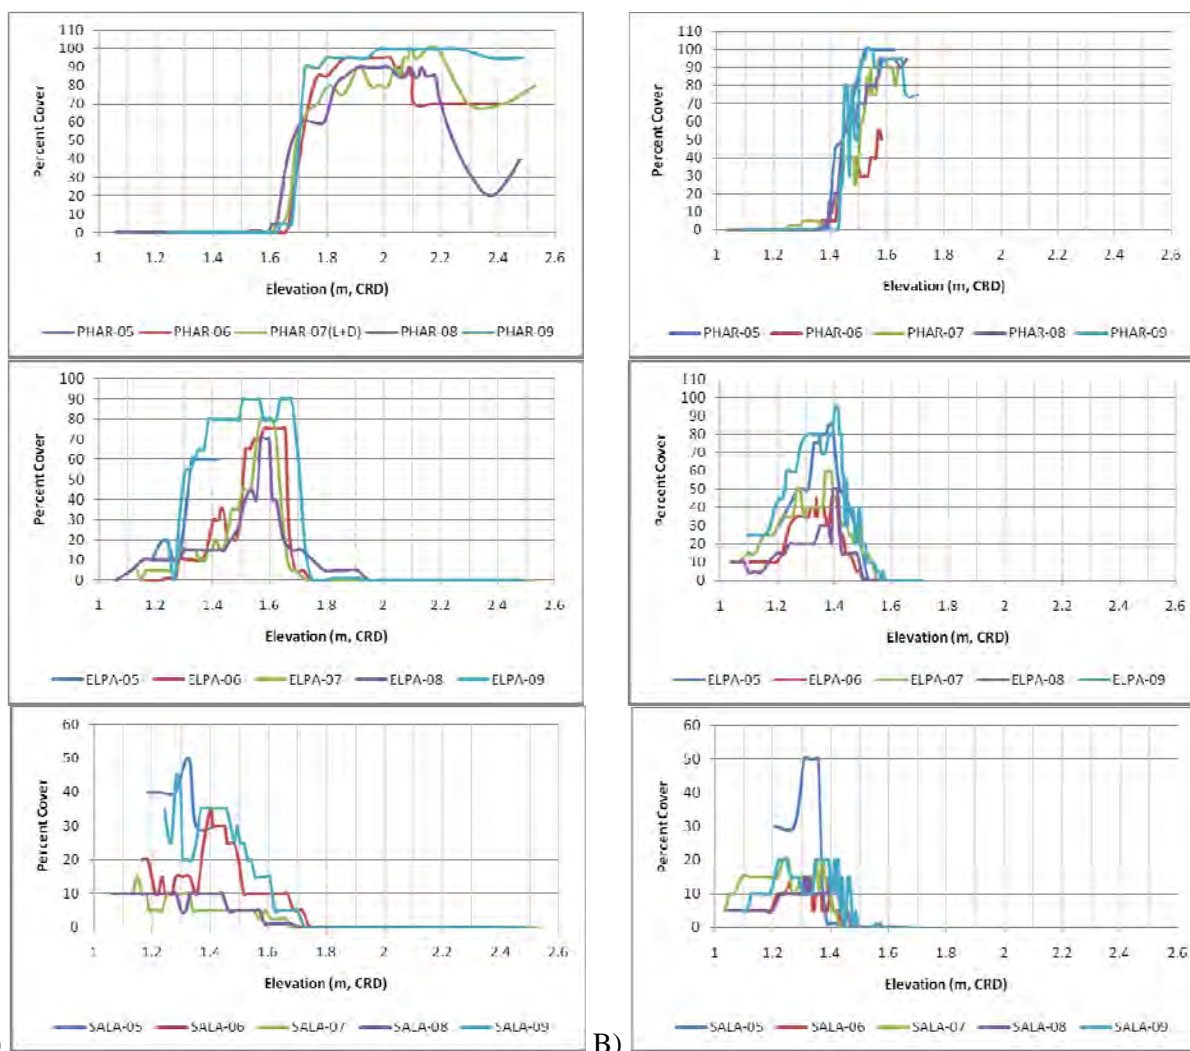 110
100
90
80
70
60
50
40
30
20
10
0
Percent Cover
1 1.2 1.4 1.6 1.8 2 2.2 2.4 2.6
Elevation (m, CRD)
PHAR-05 PHAR-06 PHAR-07(L+D) PHAR-08 PHAR-09
110
100
90
80
70
60
50
40
30
20
10
0
Percent Cover
1 1.2 1.4 1.6 1.8 2 2.2 2.4 2.6
Elevation (m, CRD)
PHAR-05 PHAR-06 PHAR-07 PHAR-08 PHAR-09
100
90
80
70
60
50
40
30
20
10
0
Percent Cover
1 1.2 1.4 1.6 1.8 2 2.2 2.4 2.6
Elevation (m, CRD)
ELPA-05 ELPA-06 ELPA-07 ELPA-08 ELPA-09
110
100
90
80
70
60
50
40
30
20
10
0
Percent Cover
1 1.2 1.4 1.6 1.8 2 2.2 2.4 2.6
Elevation (m, CRD)
ELPA-05 ELPA-06 ELPA-07 ELPA-08 ELPA-09
60
50
40
30
20
10
0
Percent Cover
1 1.2 1.4 1.6 1.8 2 2.2 2.4 2.6
Elevation (m, CRD)
SALA-05 SALA-06 SALA-07 SALA-08 SALA-09
B)
60
50
40
30
20
10
0
Percent Cover
1 1.2 1.4 1.6 1.8 2 2.2 2.4 2.6
Elevation (m, CRD)
SALA-05 SALA-06 SALA-07 SALA-08 SALA-09